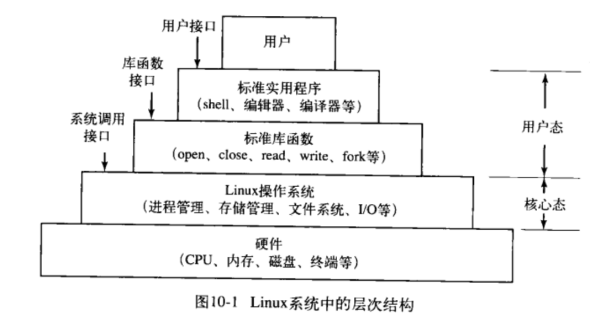 用户接口
用户
库函数
接口
标准实用程序
(shell、编辑器、编译器等)
系统调用
接口
标准库函数
(open、close、read、write、fork等)
用户态
Linux操作系统
(进程管理、存储管理、文件系统、I/O等)
核心态
硬件
(CPU、内存、磁盘、终端等)
图10-1 Linux系统中的层次结构